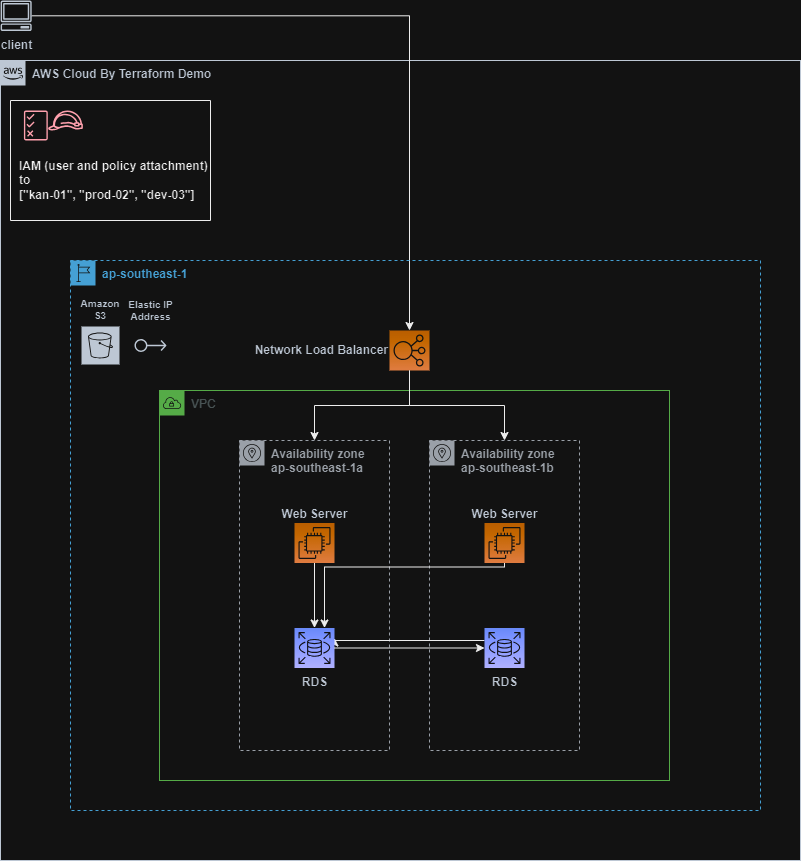 client
aws
AWS Cloud By Terraform Demo
IAM (user and policy attachment)
to
["kan-01", "prod-02", "dev-03"]
ap-southeast-1
Amazon
S3
Elastic IP
Address
Network Load Balancer
VPC
Availability zone
ap-southeast-1a
Availability zone
ap-southeast-1b
Web Server
Web Server
RDS
RDS